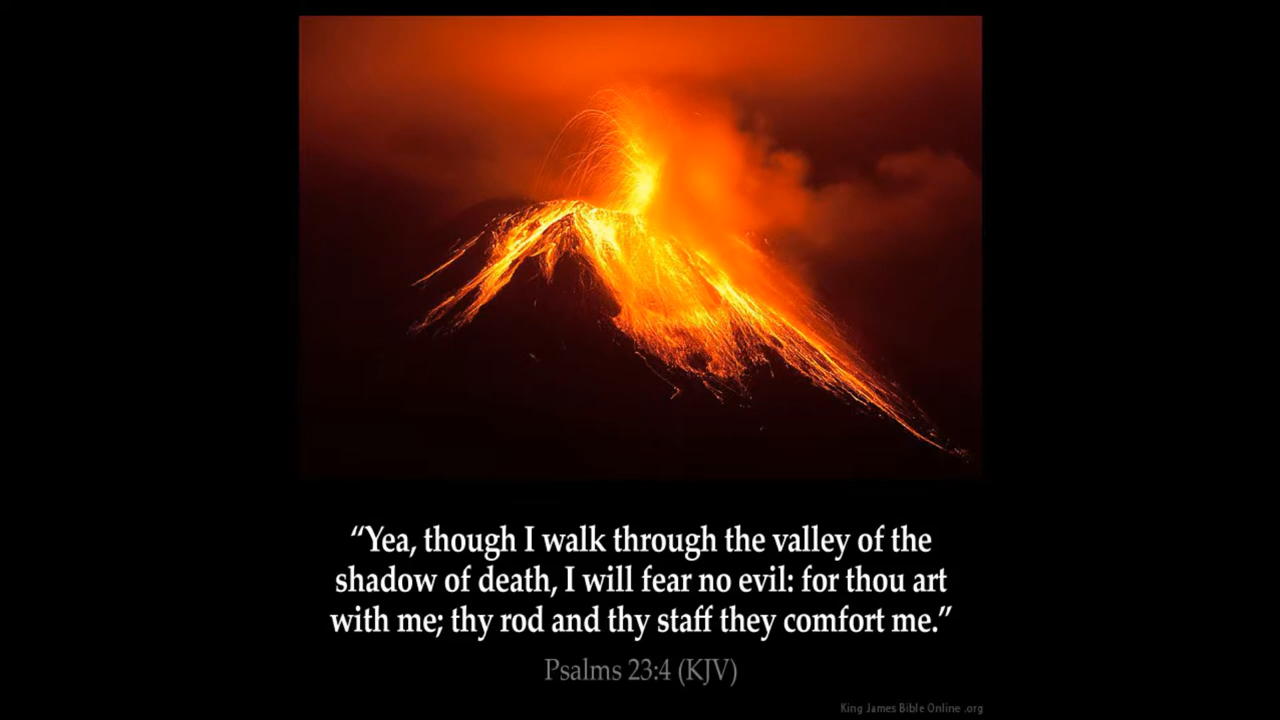 “Yea, though I walk through the valley of the
shadow of death, I will fear no evil: for thou art
with me; thy rod and thy staff they comfort me.”
Psalms 23:4 (KJV)
King James Bible Online .org